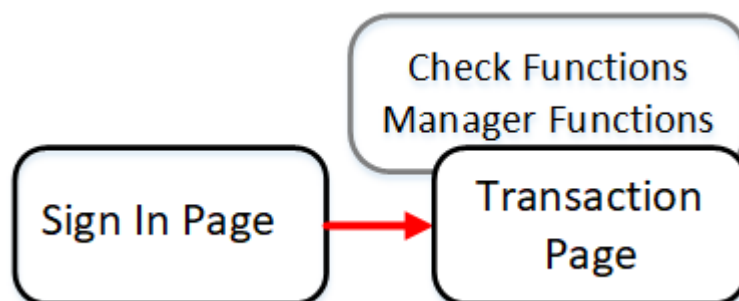 Check Functions
Manager Functions
Sign In Page
Transaction
Page